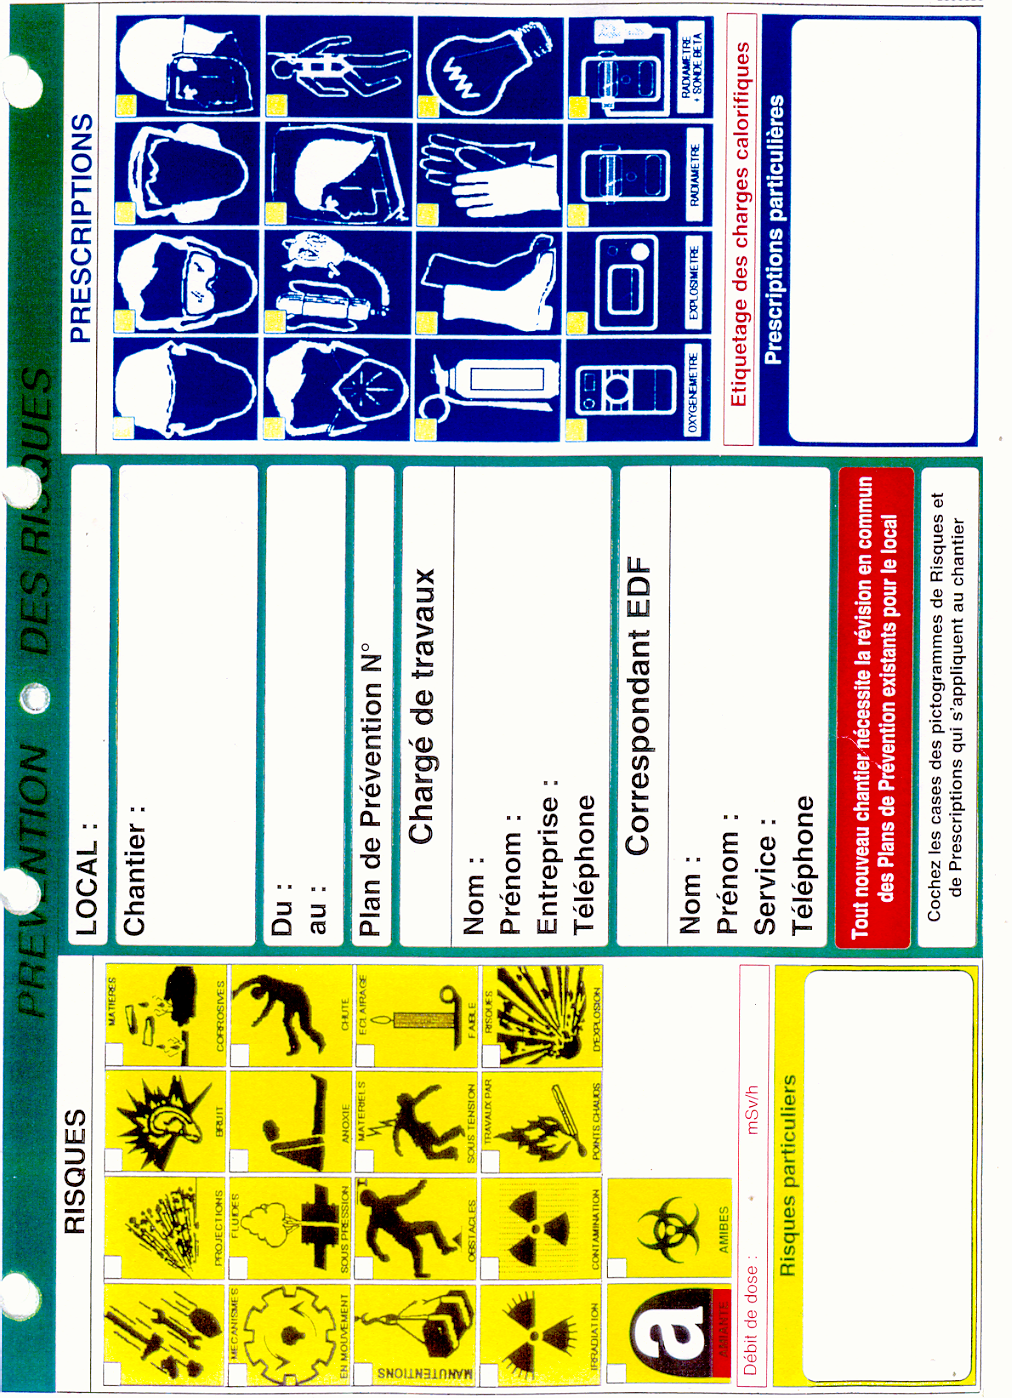 PREVENTION DES RISQUES
RISQUES
MECANISMES
EN MOUVEMENT
PROJECTIONS
FLUIDES
SOUS PRESSION
BRUIT
ANOXIE
MATIERES
CORROSIVES
CHUTE
MANUTENTIONS
OBSTACLES
MATERIELS
SOUS TENSION
ECLAIRAGE
FAIBLE
IRRADIATION
CONTAMINATION
TRAVAUX PAR
POINTS CHAUDS
RISQUES
D'EXPLOSION
a
AMIANTE
AMIBES
Débit de dose : mSv/h
Risques particuliers
LOCAL :
Chantier :
Du :
au :
Plan de Prévention N°
Chargé de travaux
Nom :
Prénom :
Entreprise :
Téléphone
Correspondant EDF
Nom :
Prénom :
Service :
Téléphone
Tout nouveau chantier nécessite la révision en commun
des Plans de Prévention existants pour le local
Cochez les cases des pictogrammes de Risques et
de Prescriptions qui s'appliquent au chantier
PRESCRIPTIONS
OXYGENEMETRE
EXPLOSIMETRE
RADIAMETRE
RADIAMETRE
+ SONDE BETA
Etiquetage des charges calorifiques
Prescriptions particulières